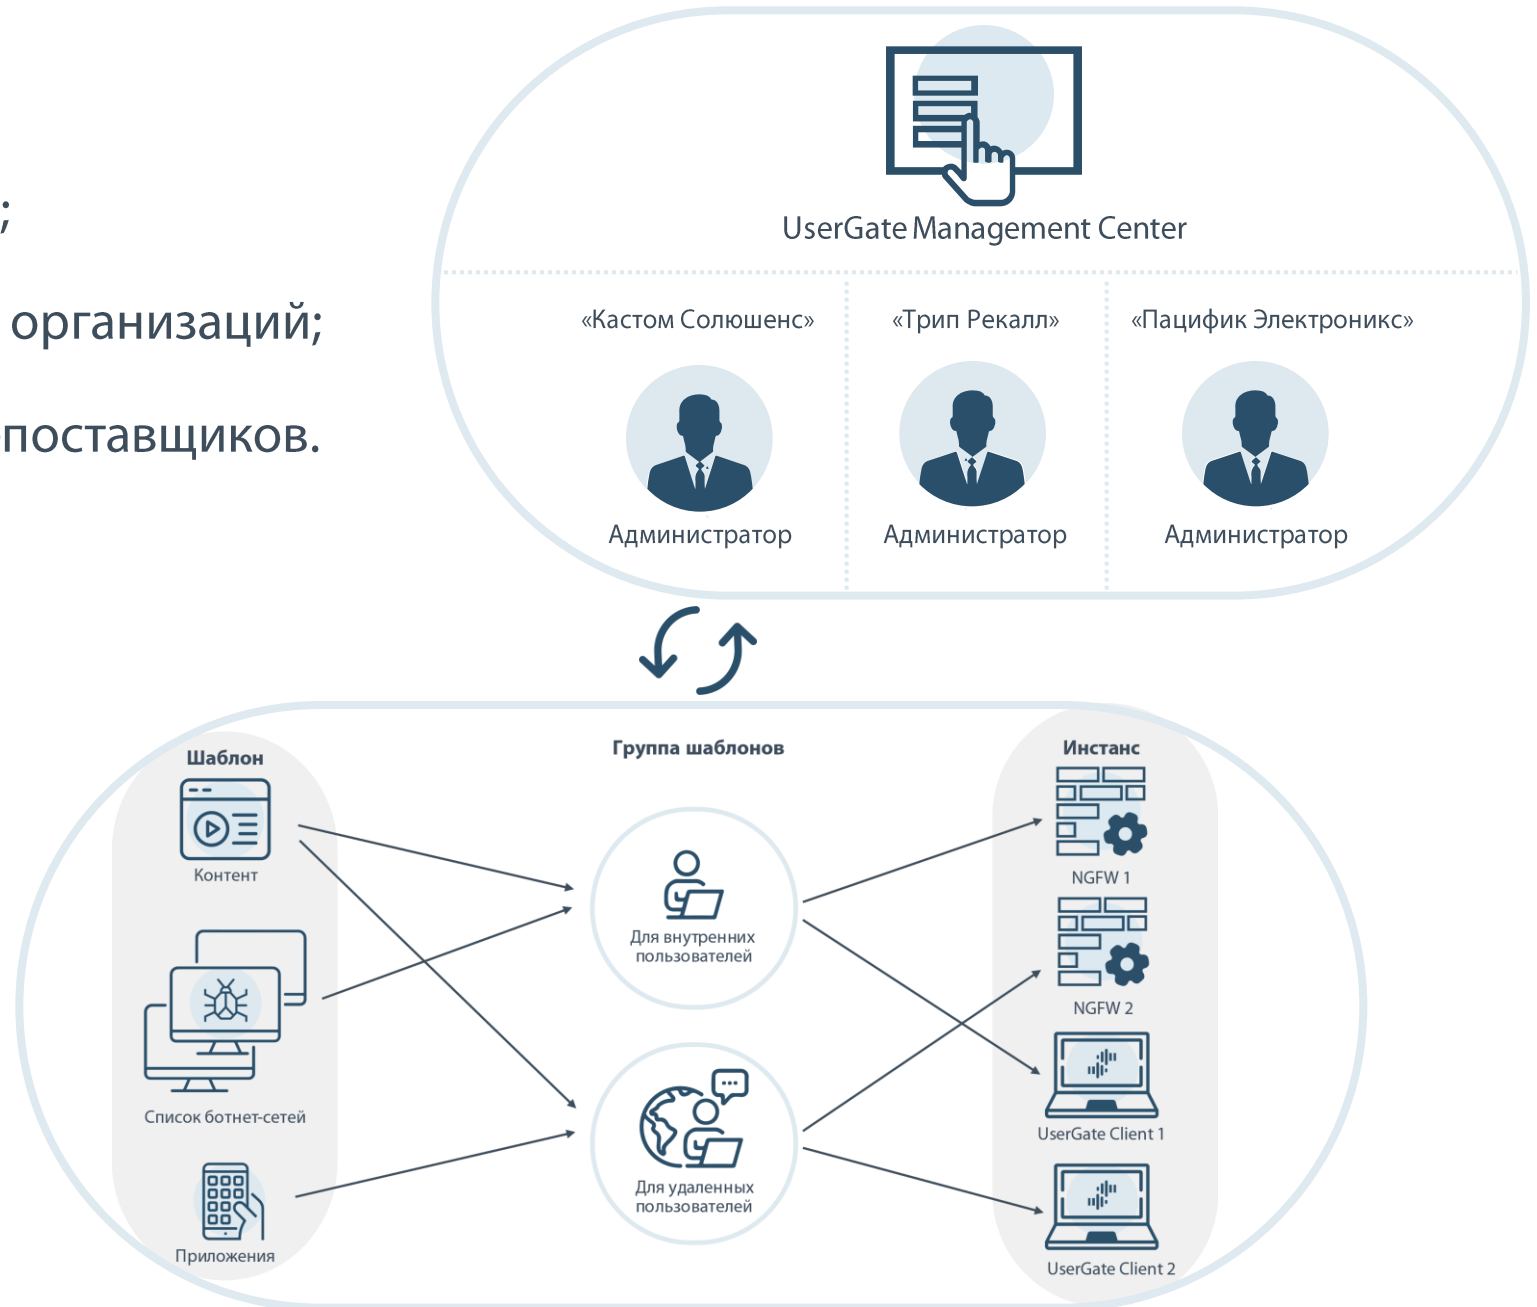 ;
организаций;
поставщиков.
UserGate Management Center
«Кастом Солюшенс»
«Трип Рекалл»
«Пацифик Электроникс»
Администратор
Администратор
Администратор
Шаблон
Группа шаблонов
Инстанс
Контент
Список ботнет-сетей
Приложения
Для внутренних
пользователей
Для удаленных
пользователей
NGFW 1
NGFW 2
UserGate Client 1
UserGate Client 2